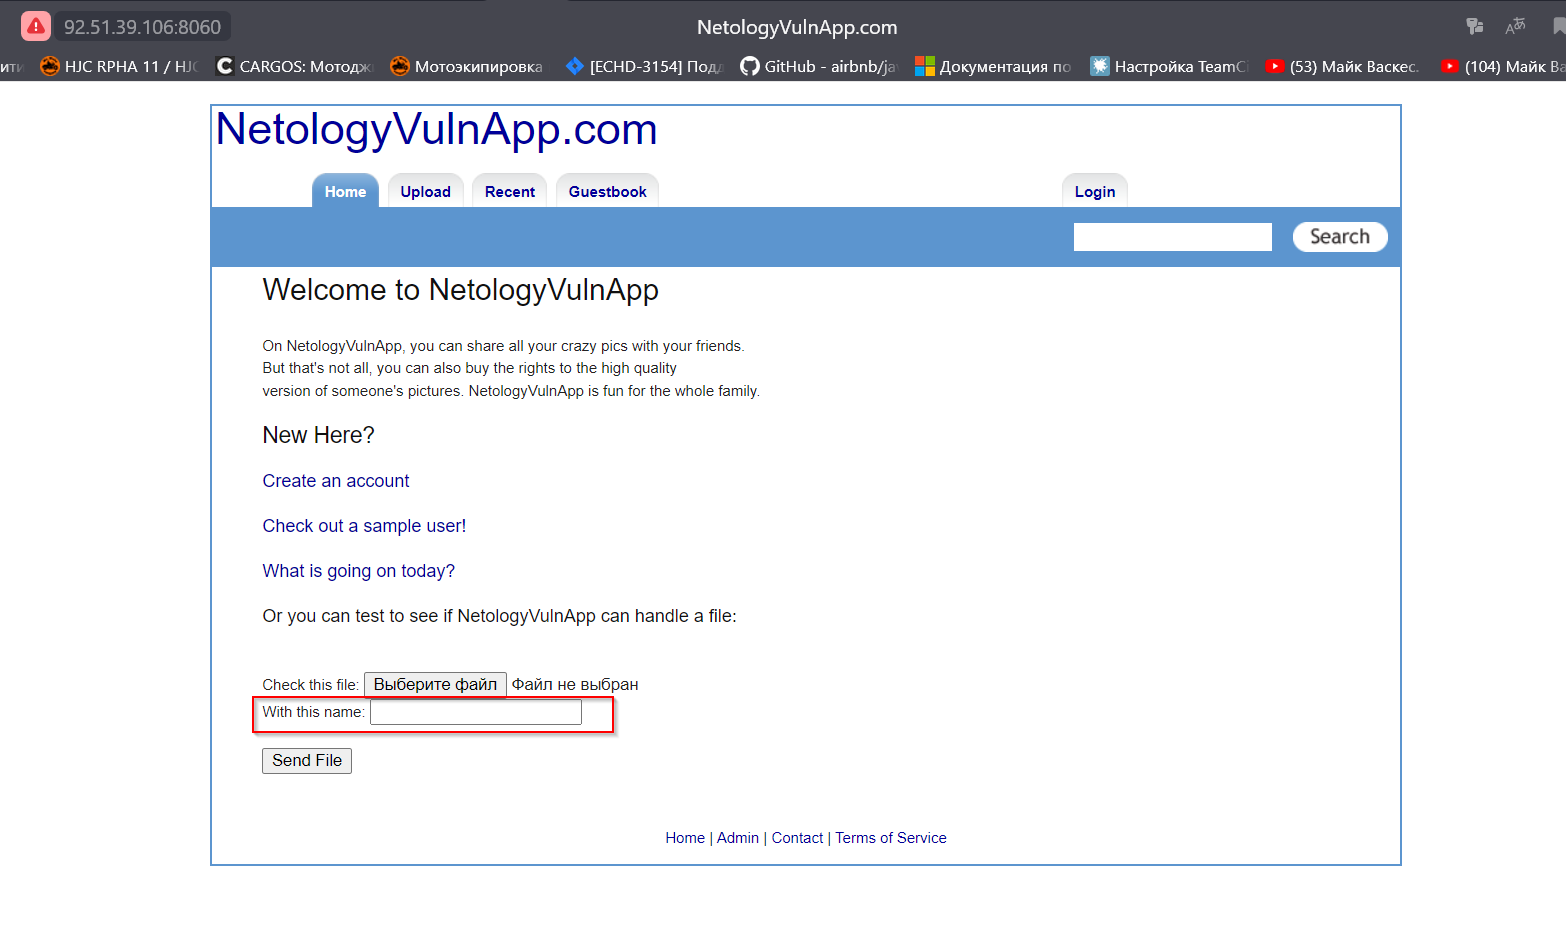 92.51.39.106:8060
NetologyVulnApp.com
HJC RPHA 11 / HJC
CARGOS: Мотодж
Мотоэкипировка
[ECHD-3154] Подд
GitHub - airbnb/ja
Документация по
Настройка TeamCi
(53) Майк Васкес.
(104) Майк Ва
NetologyVulnApp.com
Home
Upload
Recent
Guestbook
Login
Search
Welcome to NetologyVulnApp
On NetologyVulnApp, you can share all your crazy pics with your friends.
But that's not all, you can also buy the rights to the high quality
version of someone's pictures. NetologyVulnApp is fun for the whole family.
New Here?
Create an account
Check out a sample user!
What is going on today?
Or you can test to see if NetologyVulnApp can handle a file:
Check this file: Выберите файл Файл не выбран
With this name:
Send File
Home | Admin | Contact | Terms of Service